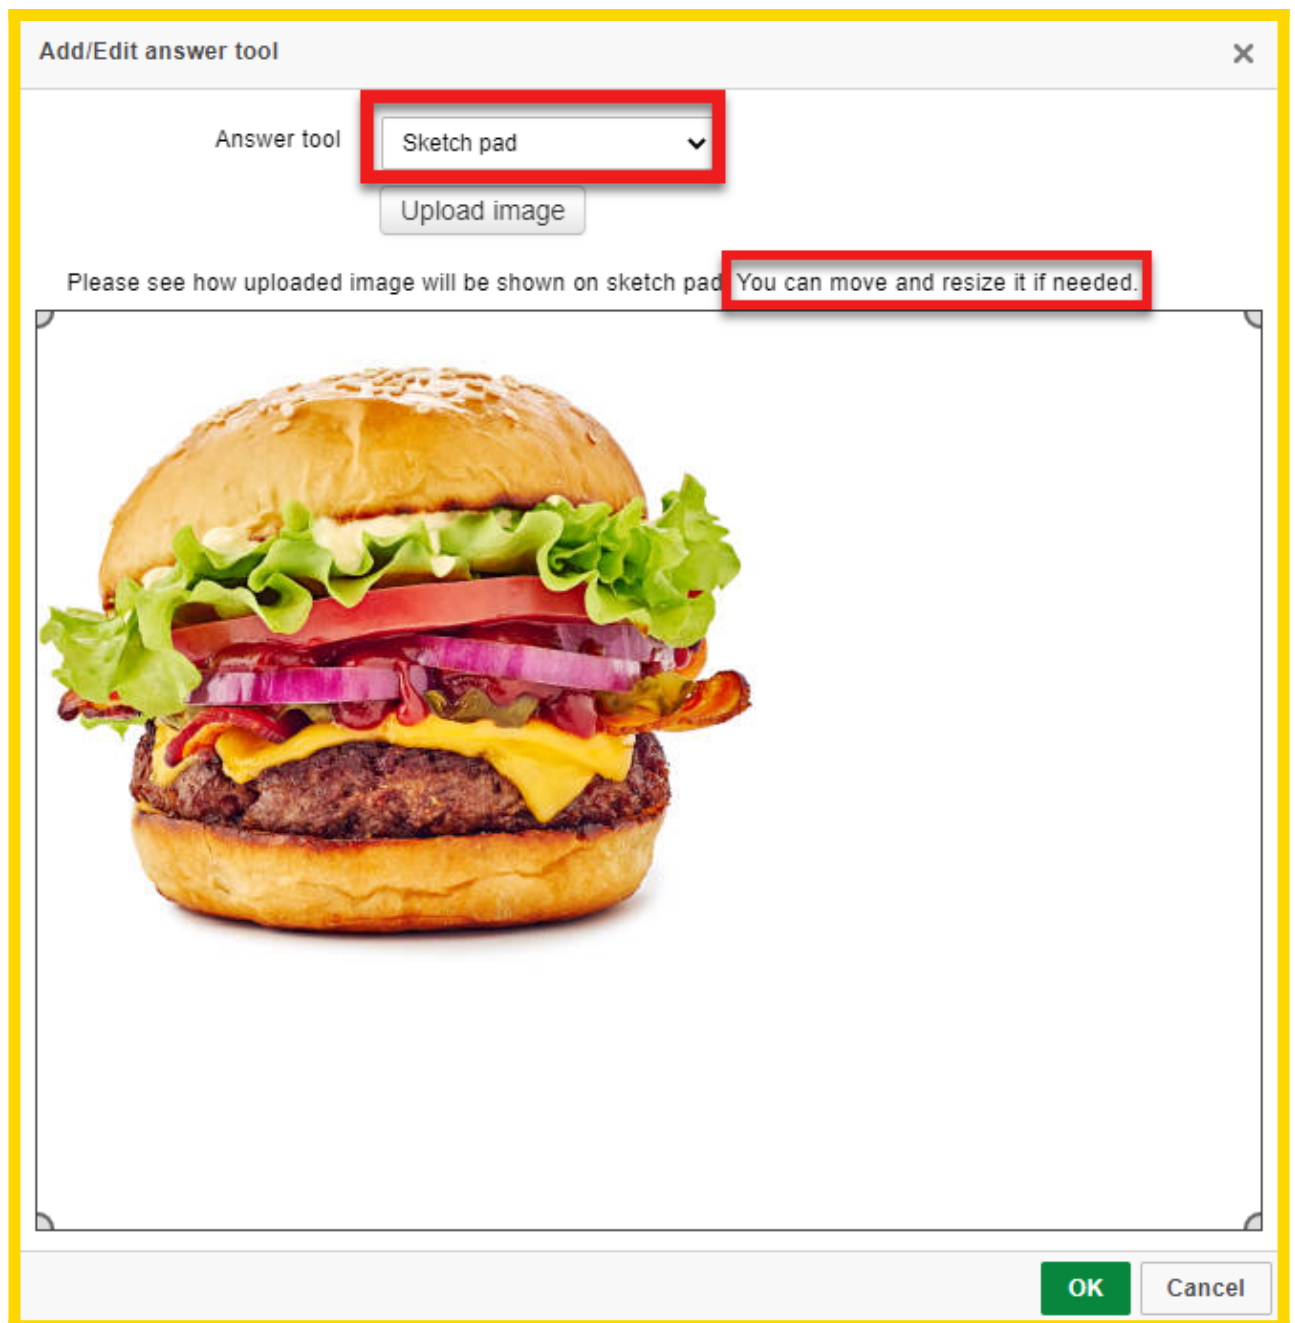 Add/Edit answer tool
Answer tool
Sketch pad
Upload image
Please see how uploaded image will be shown on sketch pad You can move and resize it if needed.
OK
Cancel